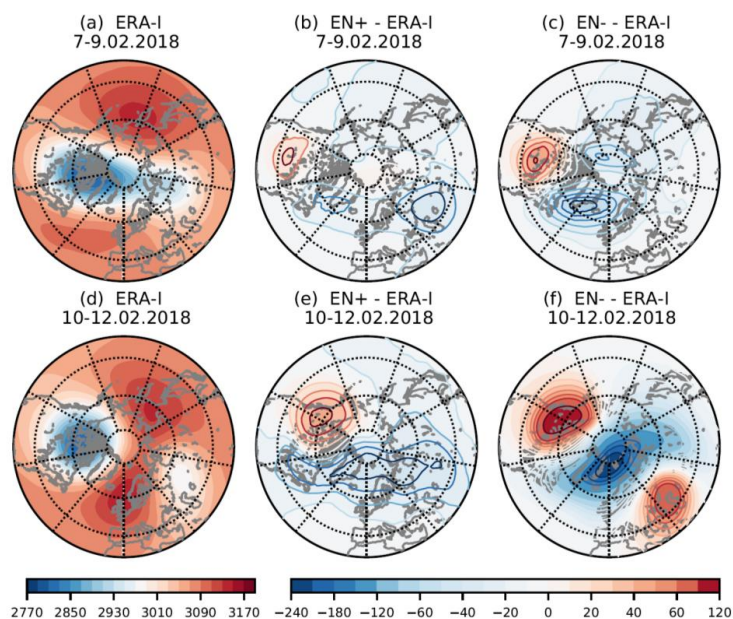 (a) ERA-I
7-9.02.2018
(b) EN+ - ERA-I
7-9.02.2018
(c) EN- - ERA-I
7-9.02.2018
(d) ERA-I
10-12.02.2018
(e) EN+ - ERA-I
10-12.02.2018
(f) EN- - ERA-I
10-12.02.2018
2770 2850 2930 3010 3090 3170
−240 −180 −120 −60 −40 −20 0 20 40 60 120